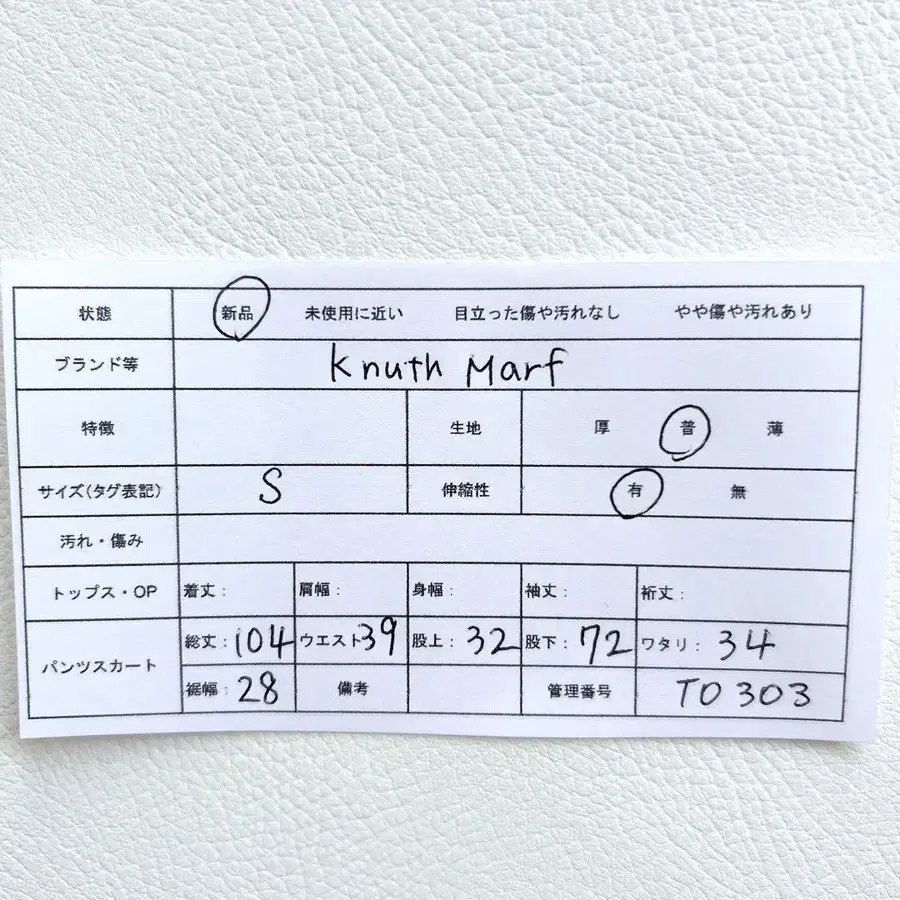 状態 新品 未使用に近い 目立った傷や汚れなし やや傷や汚れあり
ブランド等 Knuth Marf
特徴 生地 厚 普 薄
サイズ(タグ表記) S 伸縮性 有 無
汚れ・傷み
トップス・OP 着丈: 肩幅: 身幅: 袖丈: 裄丈:
パンツスカート 総丈:104 ウエスト39 股上:32 股下:72 ワタリ:34
裾幅:28 備考 管理番号 TO303